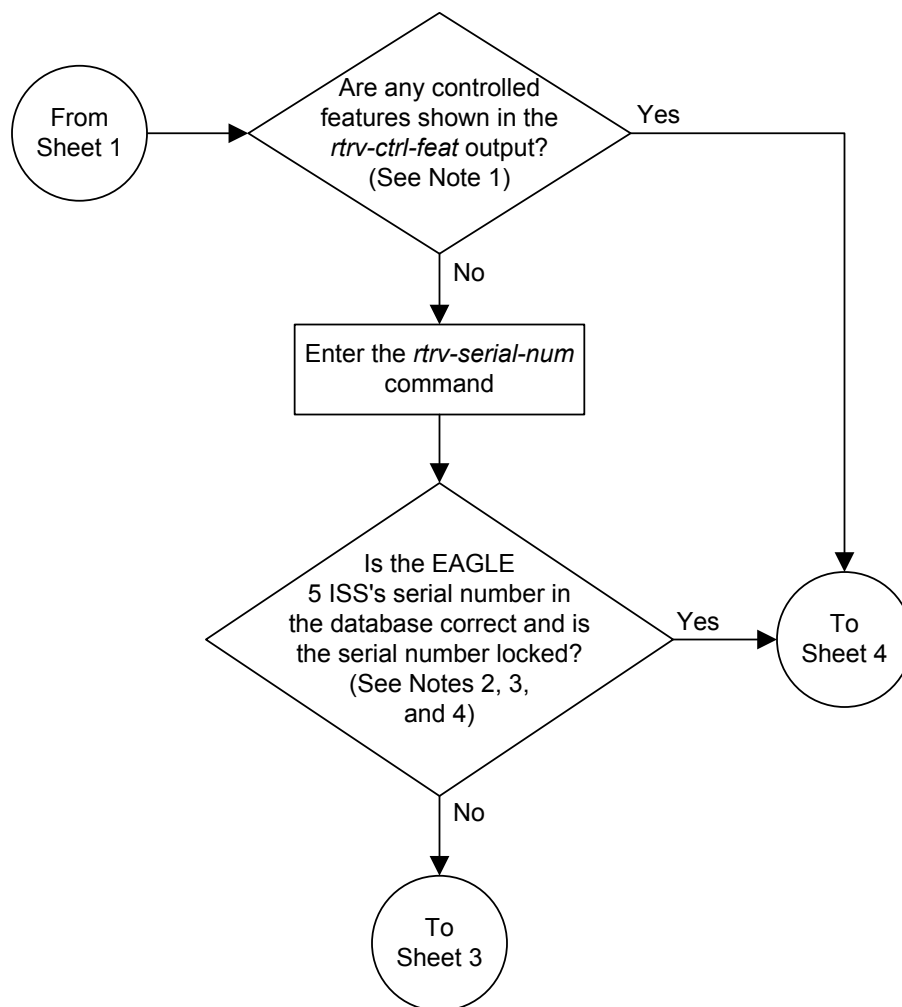 From
Sheet 1
Are any controlled
features shown in the
rtrv-ctrl-feat output?
(See Note 1)
Yes
No
Enter the rtrv-serial-num
command
Is the EAGLE
5 ISS's serial number in
the database correct and is
the serial number locked?
(See Notes 2, 3,
and 4)
Yes
To
Sheet 4
No
To
Sheet 3